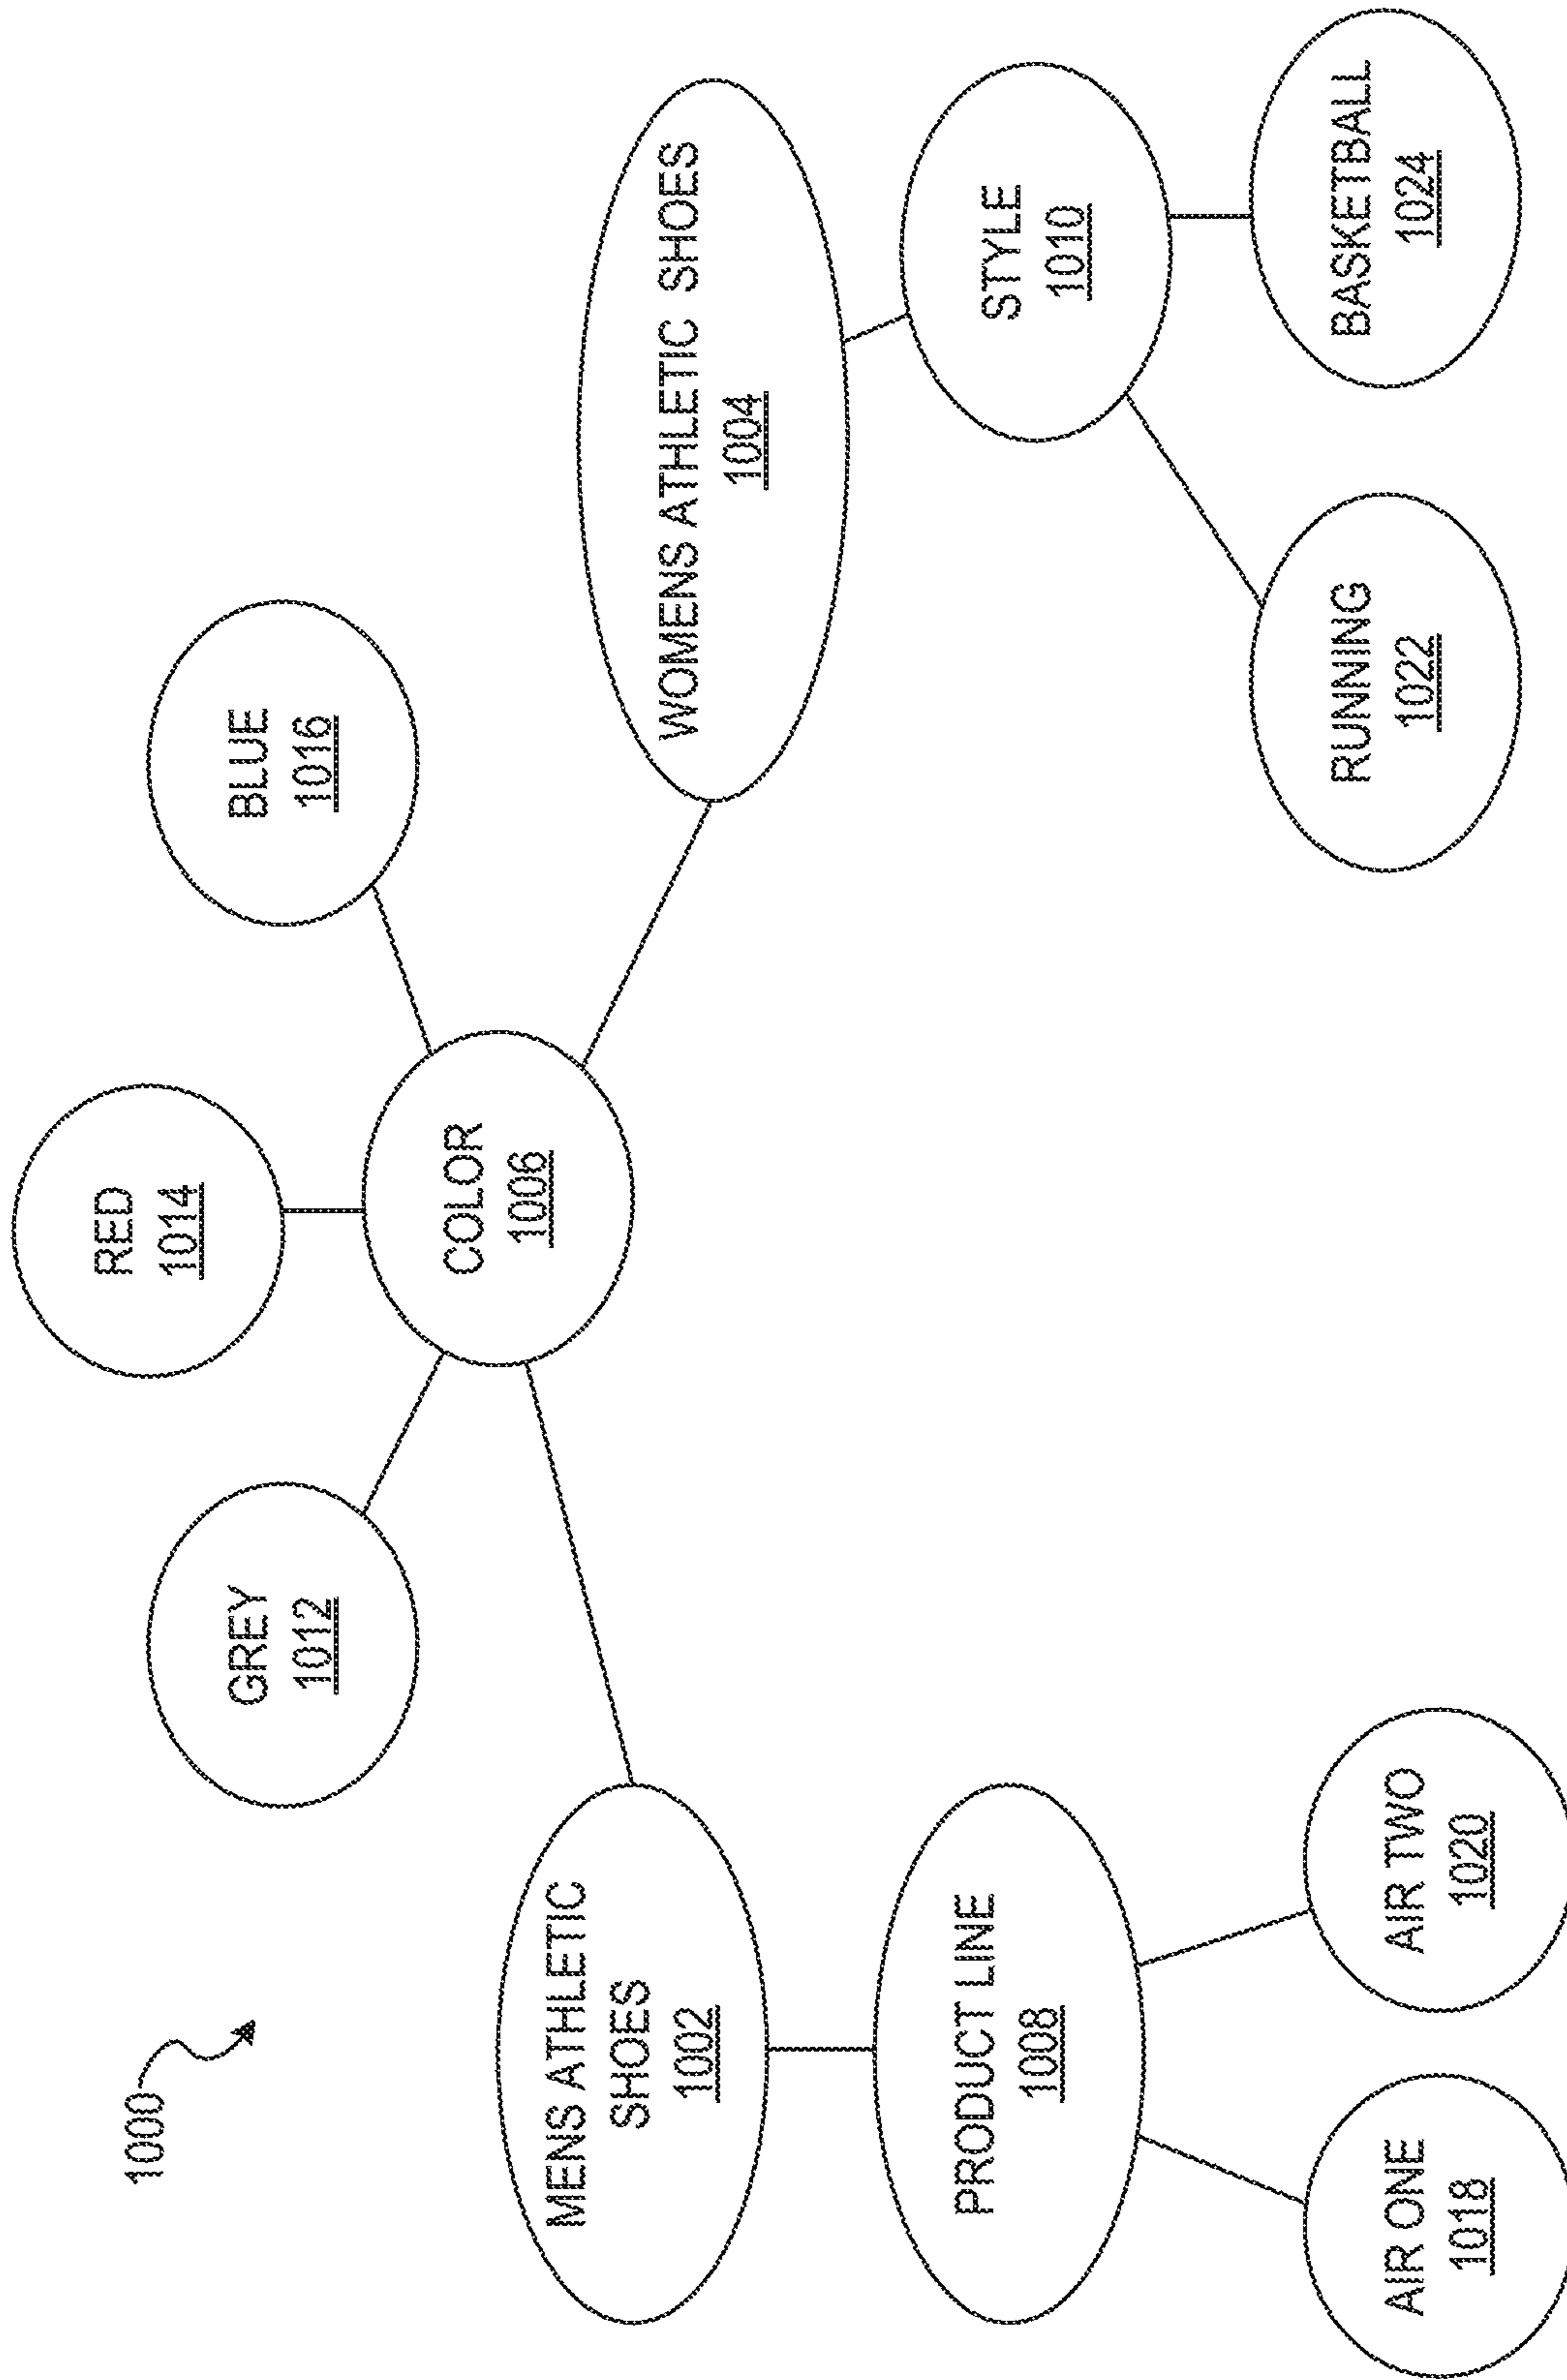 1000
RED
1014
GREY
1012
BLUE
1016
COLOR
1006
MENS ATHLETIC
SHOES
1002
WOMENS ATHLETIC SHOES
1004
PRODUCT LINE
1008
STYLE
1010
AIR ONE
1018
AIR TWO
1020
RUNNING
1022
BASKETBALL
1024